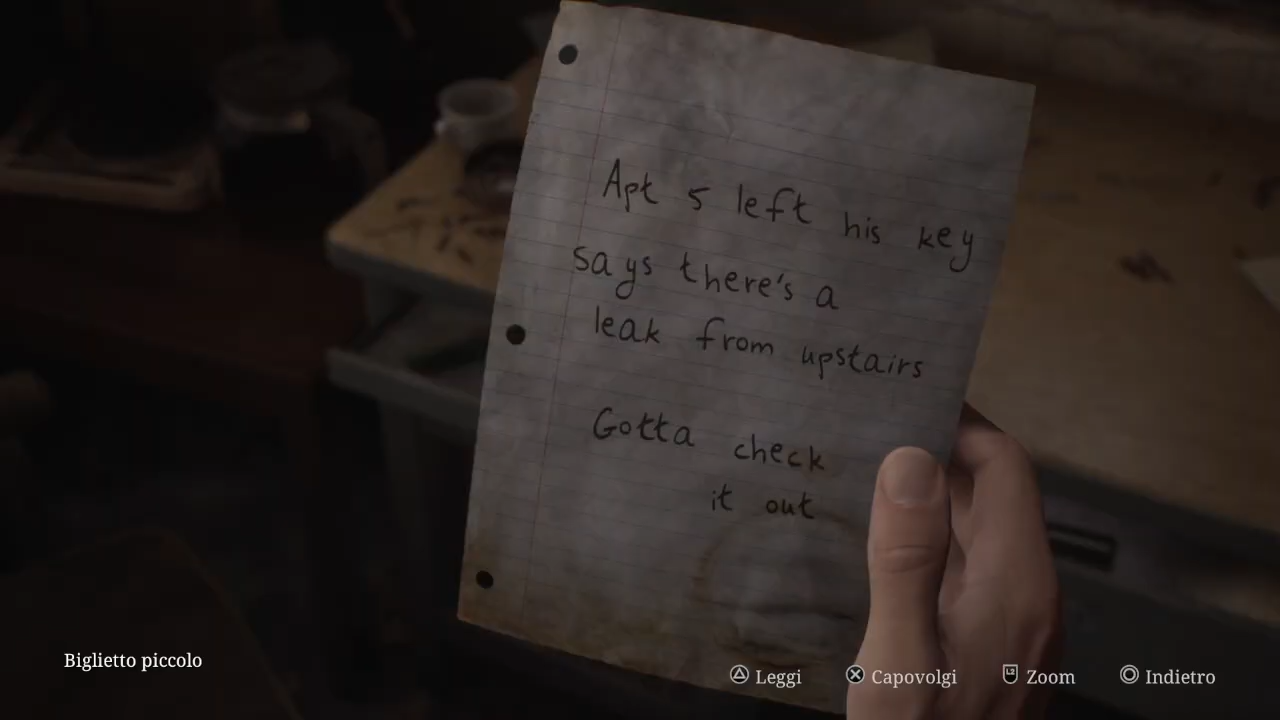 Apt 5 left his key
says there's a
leak from upstairs
Gotta check
it out
Biglietto piccolo
Leggi
Capovolgi
L2 Zoom
Indietro